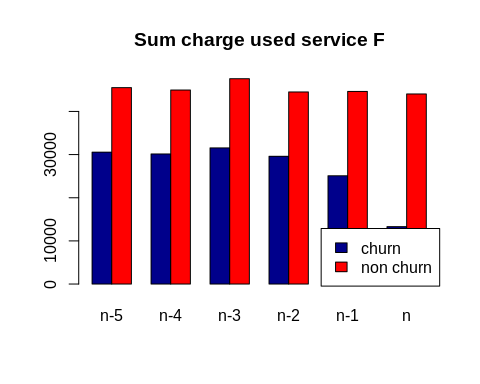 Sum charge used service F
30000
10000
0
churn
non churn
n-5 n-4 n-3 n-2 n-1 n